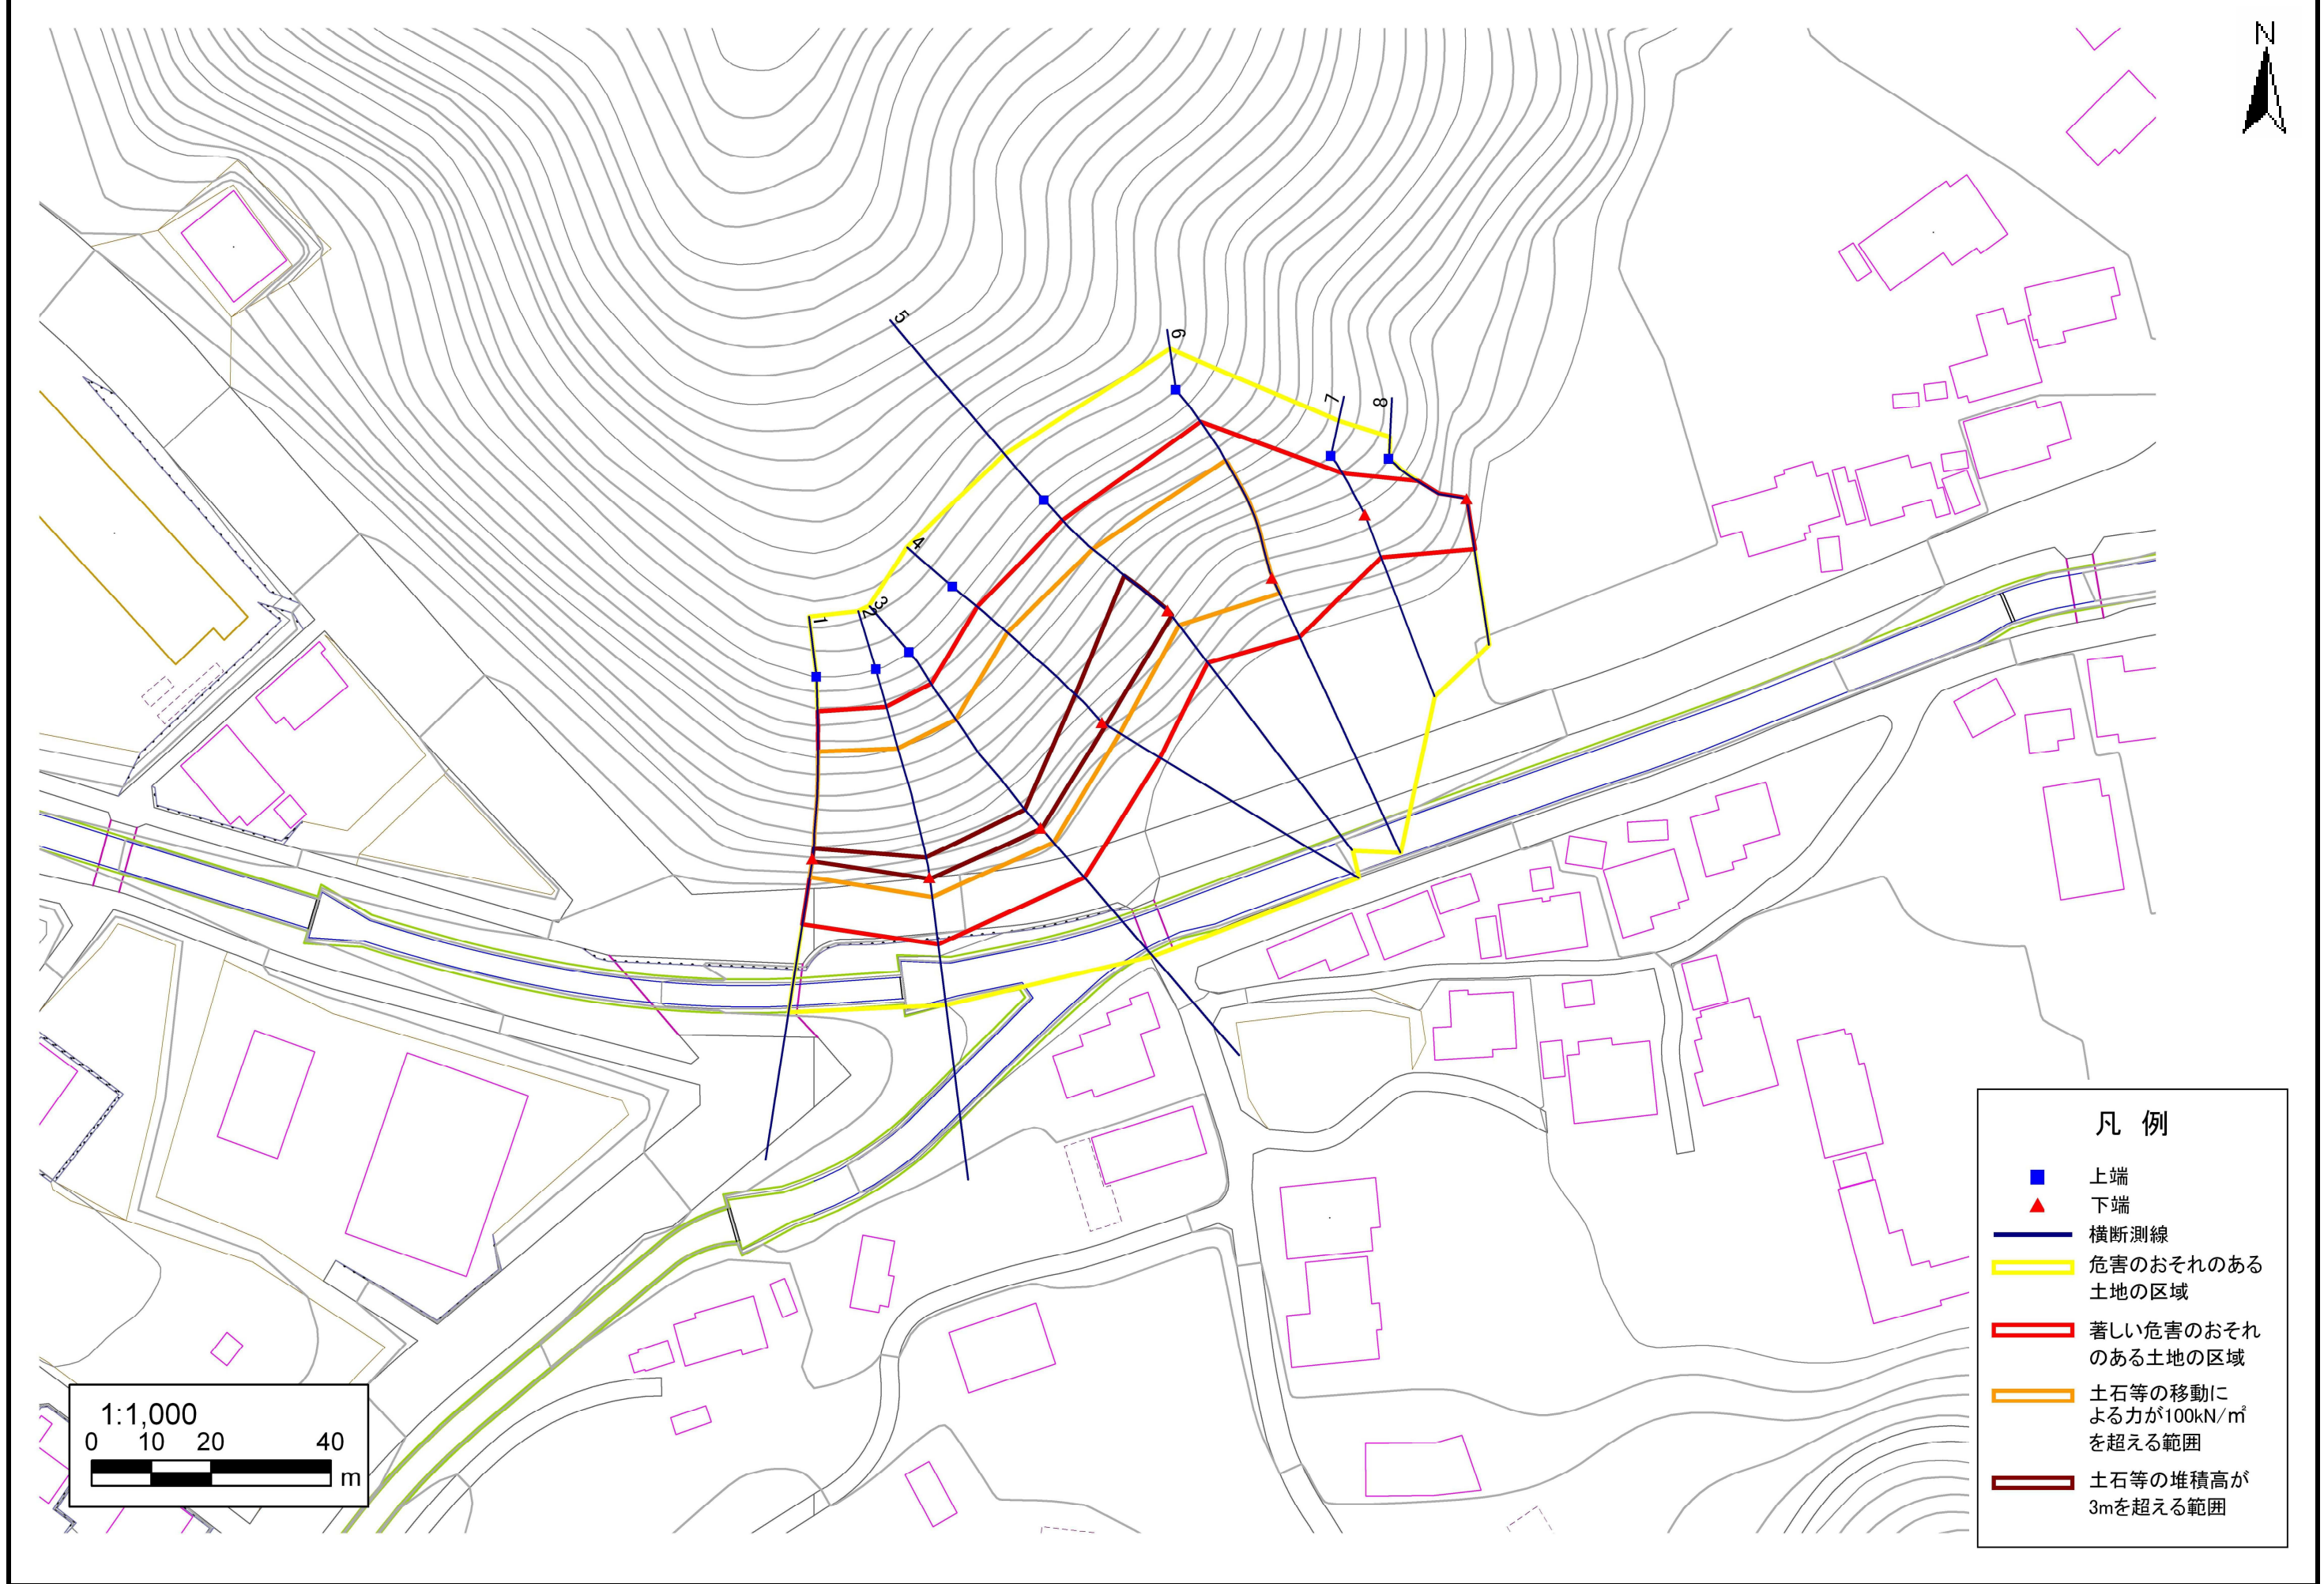 N
5
6
7
8
4
3
2
1
凡 例
上端
下端
横断測線
危害のおそれのある
土地の区域
著しい危害のおそれ
のある土地の区域
土石等の移動に
よる力が100kN/㎡
を超える範囲
土石等の堆積高が
3mを超える範囲
1:1,000
0 10 20 40
m